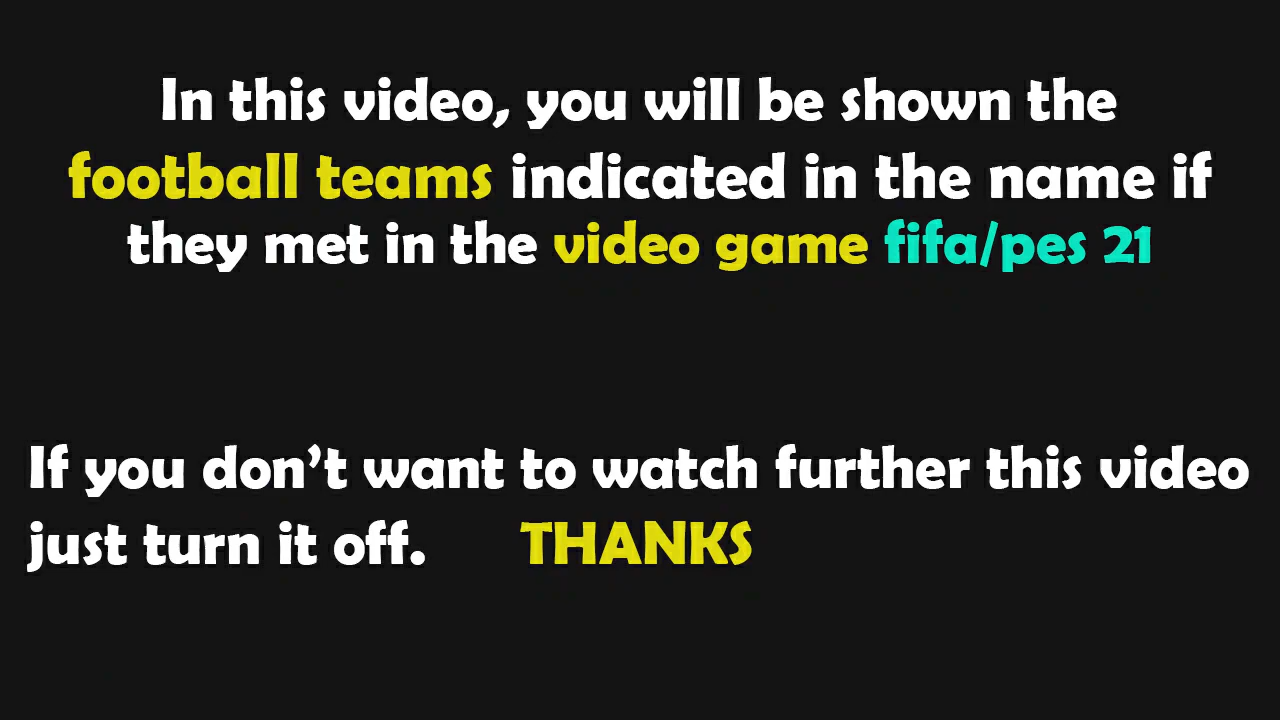 In this video, you will be shown the
football teams indicated in the name if
they met in the video game fifa/pes 21
If you don't want to watch further this video
just turn it off. THANKS